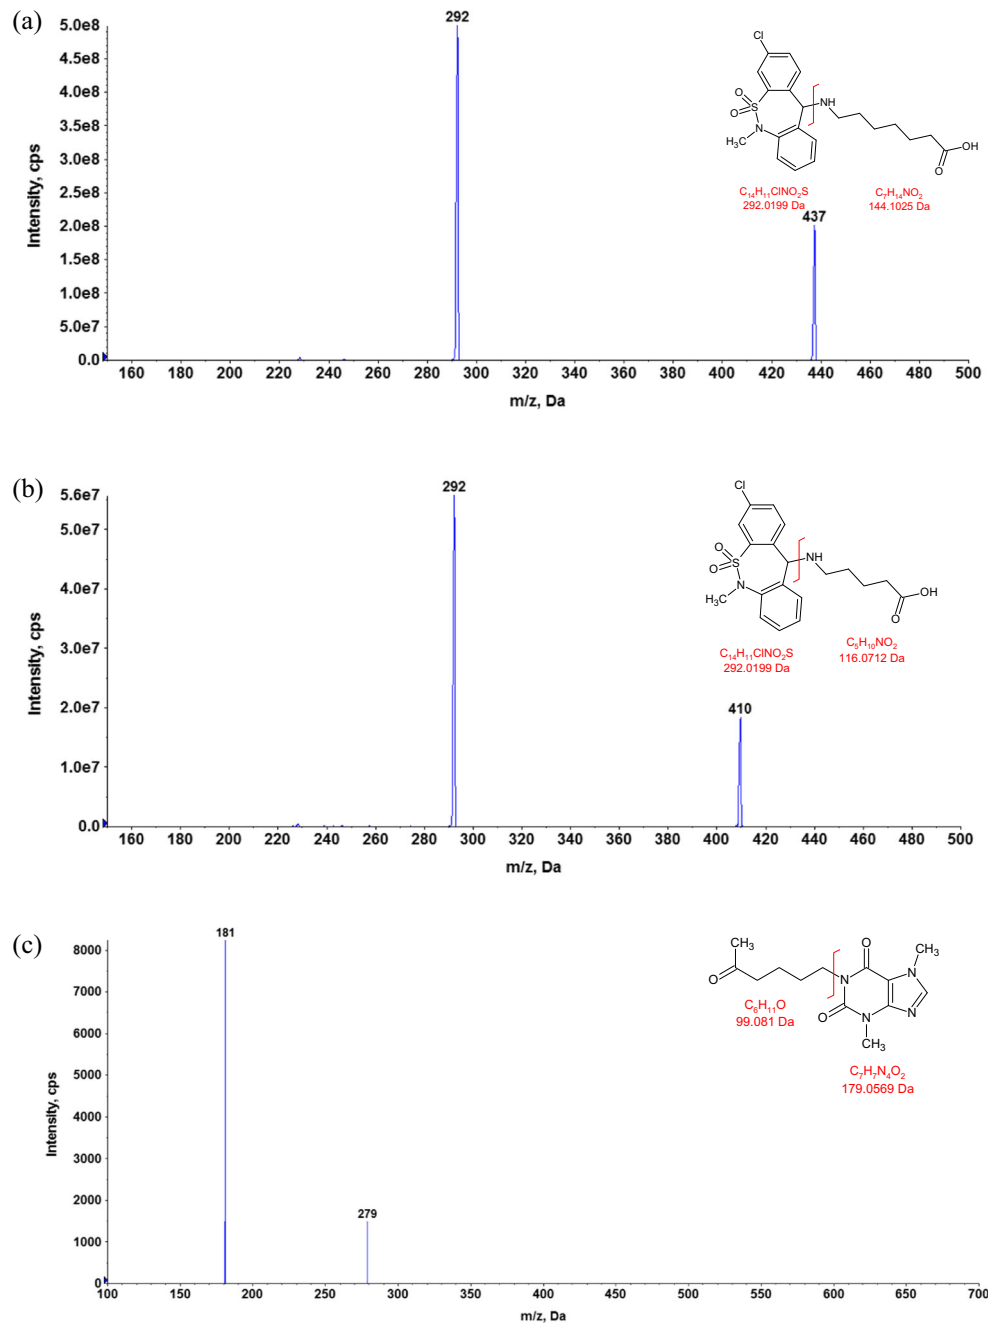 (a)
5.0e8
4.5e8
4.0e8
3.5e8
3.0e8
2.5e8
2.0e8
1.5e8
1.0e8
5.0e7
0.0
Intensity, cps
292
437
160 180 200 220 240 260 280 300 320 340 360 380 400 420 440 460 480 500
m/z, Da
Cl
O
O
S
N
H₃C
NH
OH
O
C₁₄H₁₁ClNO₂S
292.0199 Da
C₇H₁₄NO₂
144.1025 Da
(b)
5.6e7
5.0e7
4.0e7
3.0e7
2.0e7
1.0e7
0.0
Intensity, cps
292
410
160 180 200 220 240 260 280 300 320 340 360 380 400 420 440 460 480 500
m/z, Da
Cl
O
O
S
N
H₃C
NH
OH
O
C₁₄H₁₁ClNO₂S
292.0199 Da
C₅H₁₀NO₂
116.0712 Da
(c)
8000
7000
6000
5000
4000
3000
2000
1000
0
Intensity, cps
181
279
100 150 200 250 300 350 400 450 500 550 600 650 700
m/z, Da
CH₃
O
O
CH₃
N
N
O
N
N
CH₃
C₆H₁₁O
99.081 Da
C₇H₇N₄O₂
179.0569 Da